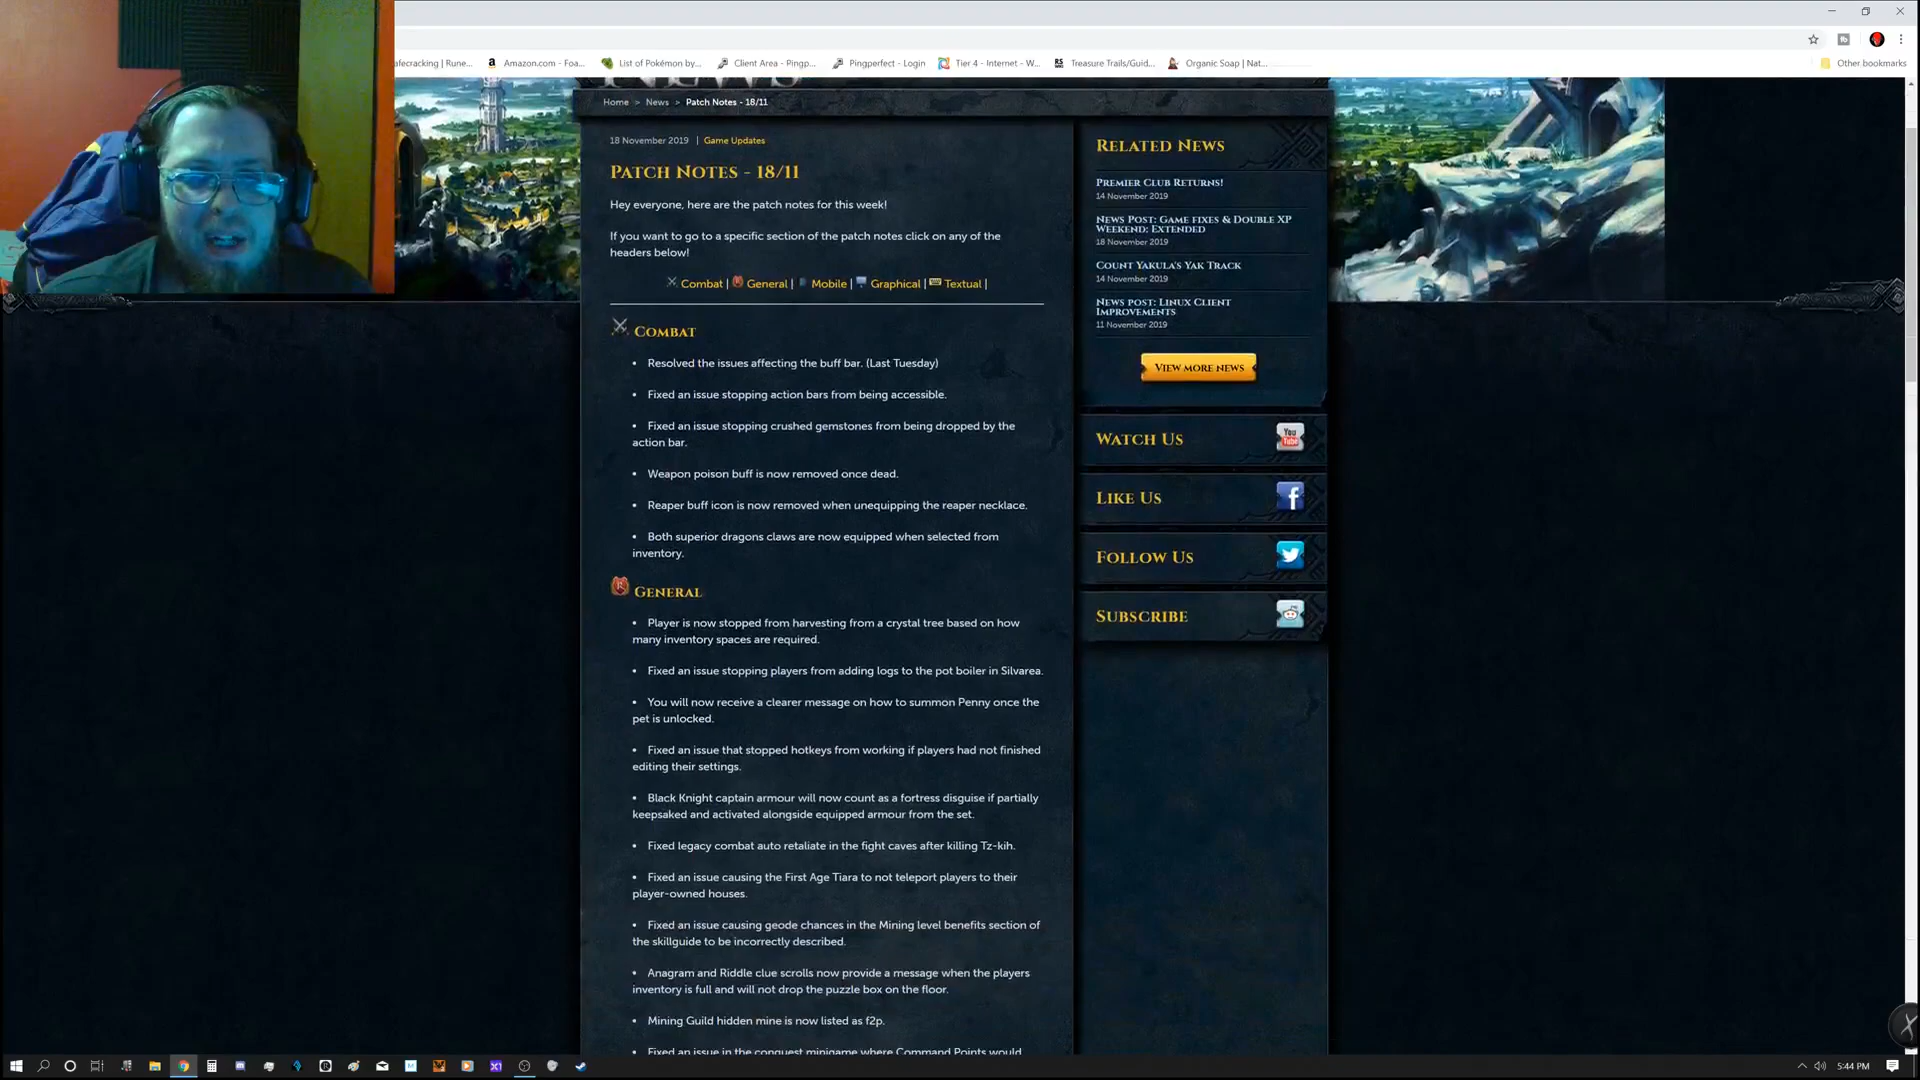 afecracking | Rune...
Amazon.com - Foa...
List of Pokémon by...
Client Area - Pingp...
Pingperfect - Login
Tier 4 - Internet - W...
Treasure Trails/Guid...
Organic Soap | Nat...
Other bookmarks
Home > News > Patch Notes - 18/11
18 November 2019 | Game Updates
Patch Notes - 18/11
Hey everyone, here are the patch notes for this week!
If you want to go to a specific section of the patch notes click on any of the
headers below!
Combat | General | Mobile | Graphical | Textual |
Combat
• Resolved the issues affecting the buff bar. (Last Tuesday)
• Fixed an issue stopping action bars from being accessible.
• Fixed an issue stopping crushed gemstones from being dropped by the
action bar.
• Weapon poison buff is now removed once dead.
• Reaper buff icon is now removed when unequipping the reaper necklace.
• Both superior dragons claws are now equipped when selected from
inventory.
General
• Player is now stopped from harvesting from a crystal tree based on how
many inventory spaces are required.
• Fixed an issue stopping players from adding logs to the pot boiler in Silvarea.
• You will now receive a clearer message on how to summon Penny once the
pet is unlocked.
• Fixed an issue that stopped hotkeys from working if players had not finished
editing their settings.
• Black Knight captain armour will now count as a fortress disguise if partially
keepsaked and activated alongside equipped armour from the set.
• Fixed legacy combat auto retaliate in the fight caves after killing Tz-kih.
• Fixed an issue causing the First Age Tiara to not teleport players to their
player-owned houses.
• Fixed an issue causing geode chances in the Mining level benefits section of
the skillguide to be incorrectly described.
• Anagram and Riddle clue scrolls now provide a message when the players
inventory is full and will not drop the puzzle box on the floor.
• Mining Guild hidden mine is now listed as f2p.
• Fixed an issue in the conquest minigame where Command Points would
Related News
Premier Club Returns!
14 November 2019
News Post: Game fixes & Double XP
Weekend; Extended
18 November 2019
Count Yakula's Yak Track
14 November 2019
News post: Linux Client
Improvements
11 November 2019
View More News
Watch Us
You Tube
Like Us
Follow Us
Subscribe
5:44 PM